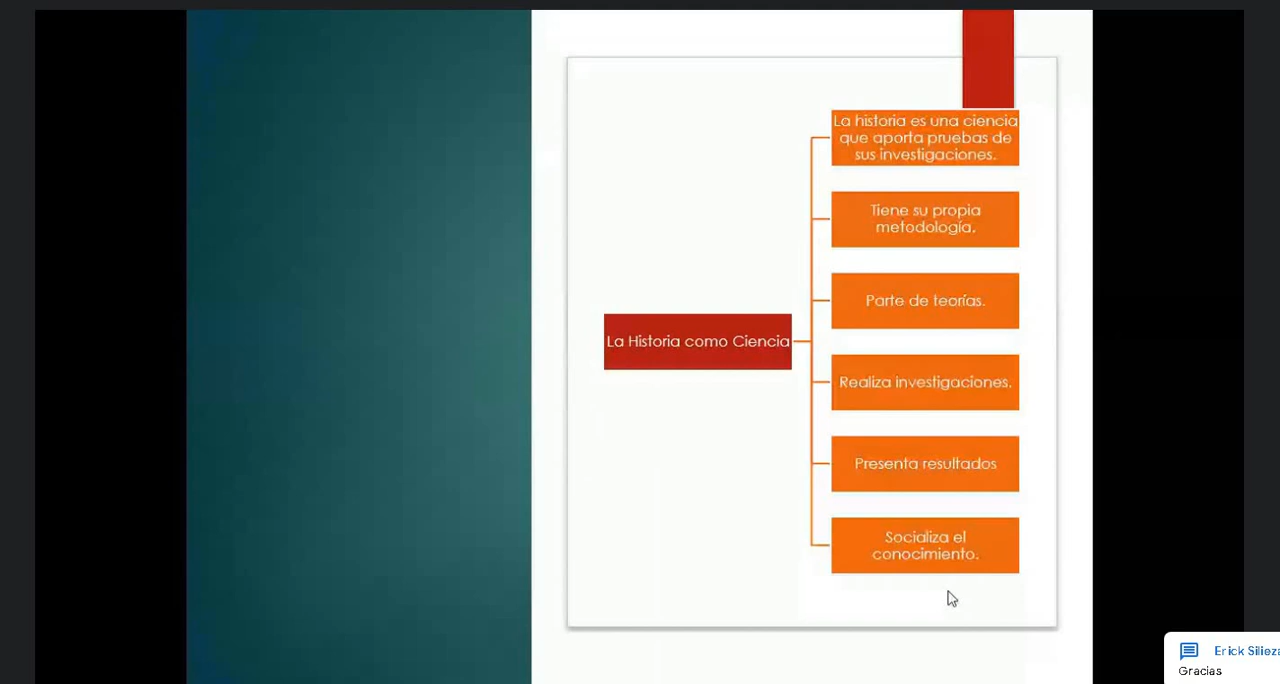 La historia es una ciencia
que aporta pruebas de
sus investigaciones.
Tiene su propia
metodología.
Parte de teorías.
La Historia como Ciencia
Realiza investigaciones.
Presenta resultados
Socializa el
conocimiento.
Erick
Gracias